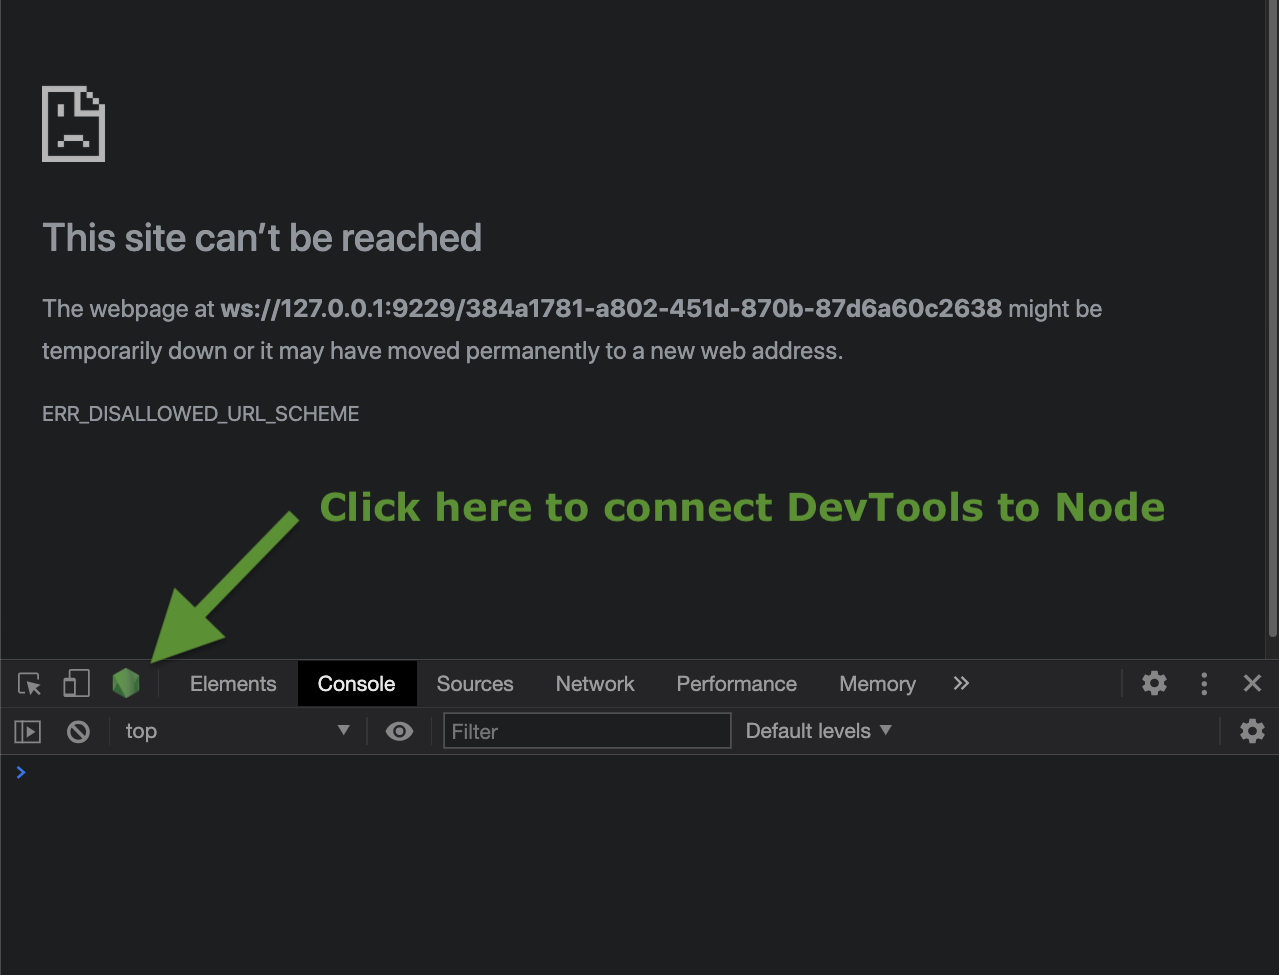 This site can’t be reached
The webpage at ws://127.0.0.1:9229/384a1781-a802-451d-870b-87d6a60c2638 might be
temporarily down or it may have moved permanently to a new web address.
ERR_DISALLOWED_URL_SCHEME
Click here to connect DevTools to Node
Elements Console Sources Network Performance Memory
top Filter Default levels